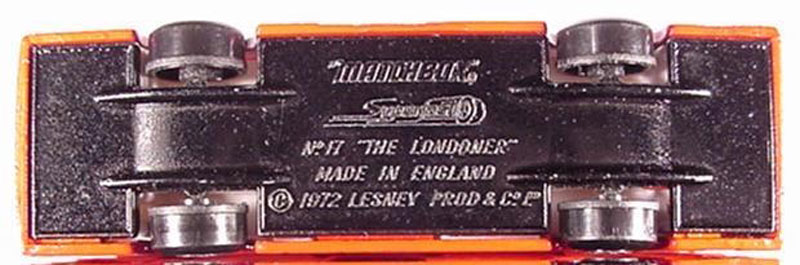 "MATCHBOX"®
Superfast
No 17 "THE LONDONER"
MADE IN ENGLAND
© 1972 LESNEY PROD & Co Ltd